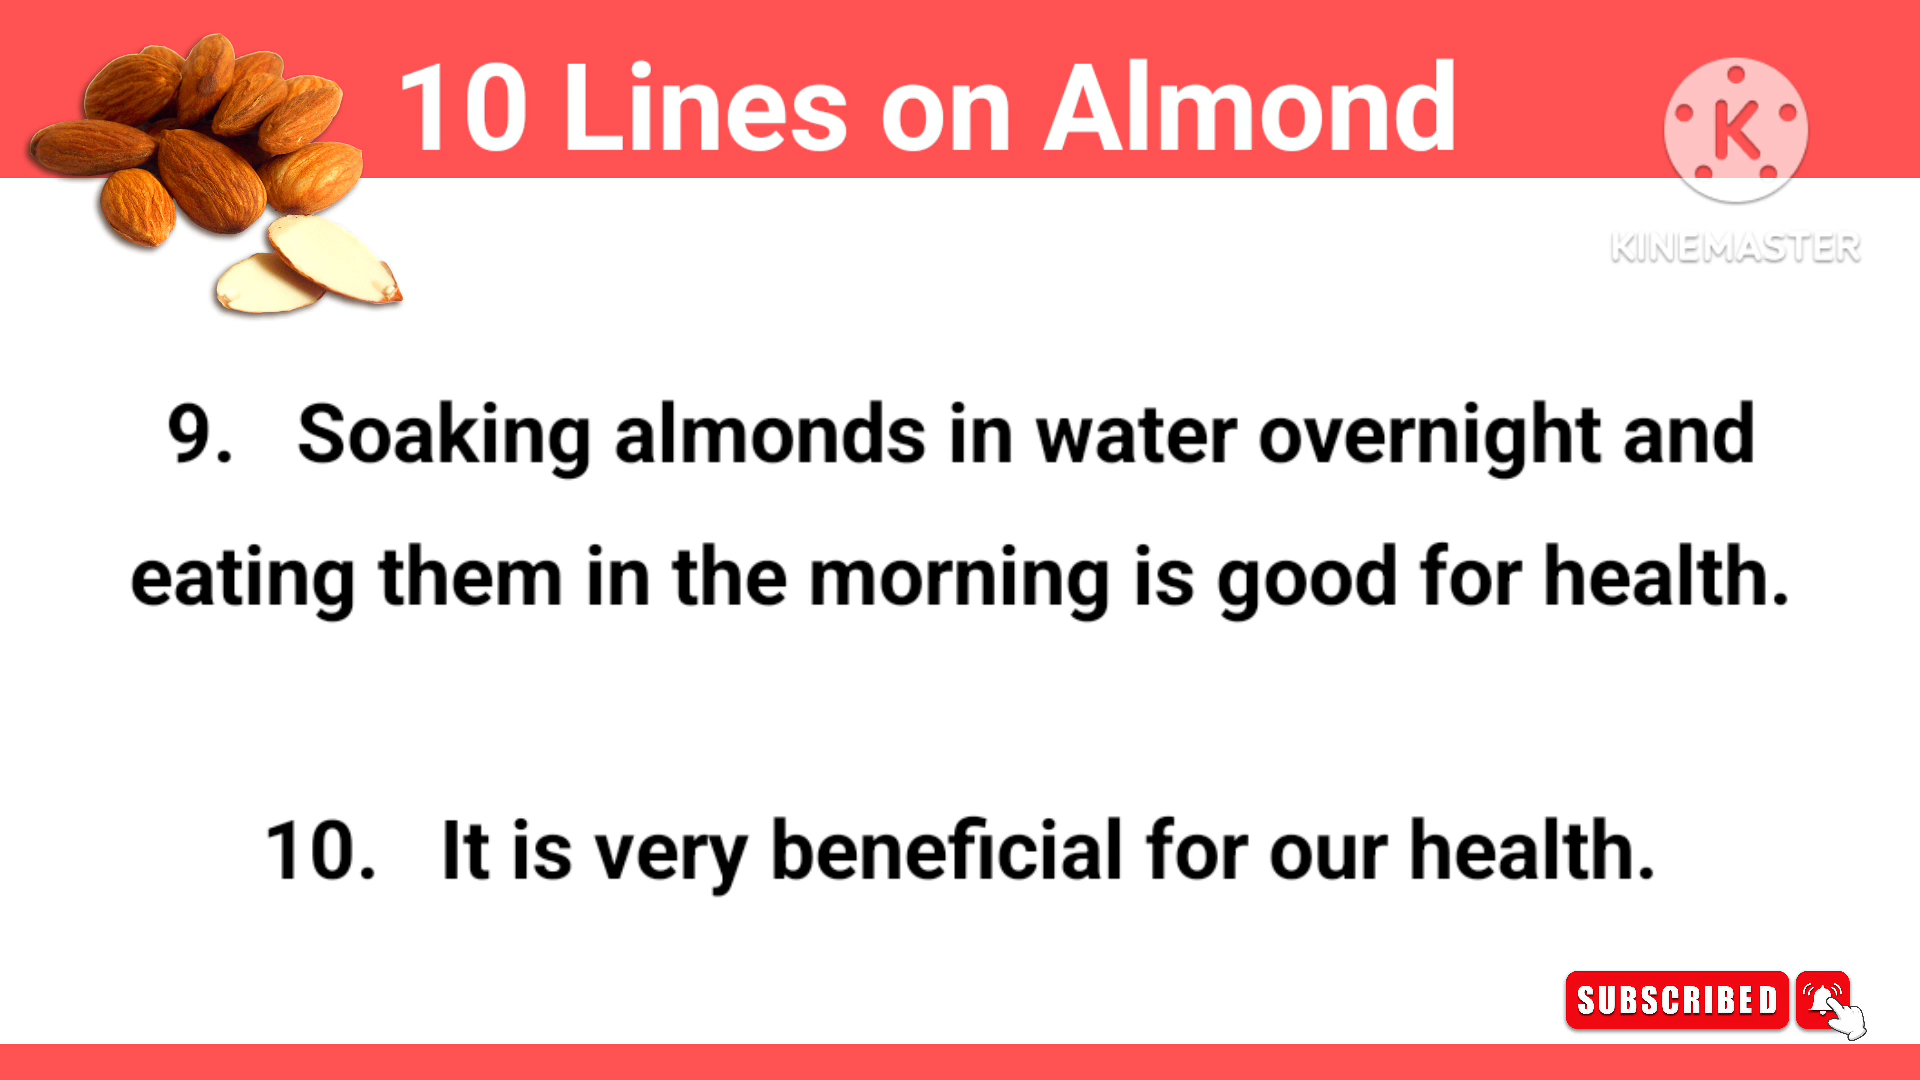 10 Lines on Almond
K
KINEMASTER
9. Soaking almonds in water overnight and
eating them in the morning is good for health.
10. It is very beneficial for our health.
SUBSCRIBED